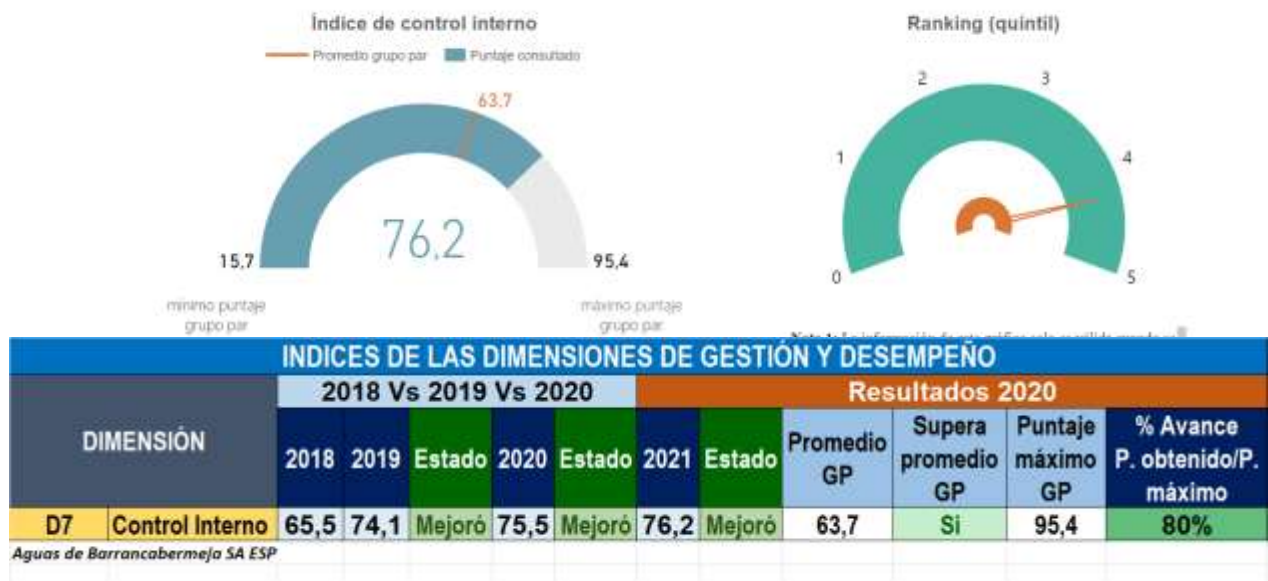 Índice de control interno
Promedio grupo par Puntaje consultado
63.7
76,2
15,7
95,4
mínimo puntaje
grupo par
máximo puntaje
grupo par
Ranking (quintil)
0
1
2
3
4
5
INDICES DE LAS DIMENSIONES DE GESTIÓN Y DESEMPEÑO
2018 Vs 2019 Vs 2020 Resultados 2020
DIMENSIÓN 2018 2019 Estado 2020 Estado 2021 Estado Promedio GP Supera promedio GP Puntaje máximo GP % Avance P. obtenido/P. máximo
D7 Control Interno 65,5 74,1 Mejoró 75,5 Mejoró 76,2 Mejoró 63,7 Si 95,4 80%
Aguas de Barrancabermeja SA ESP